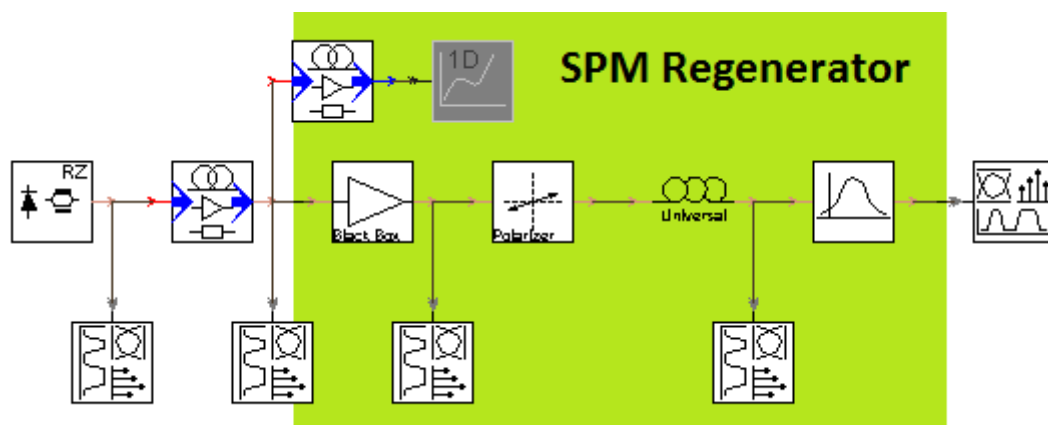 1D
SPM Regenerator
RZ
Black Box
Polarizer
Universal